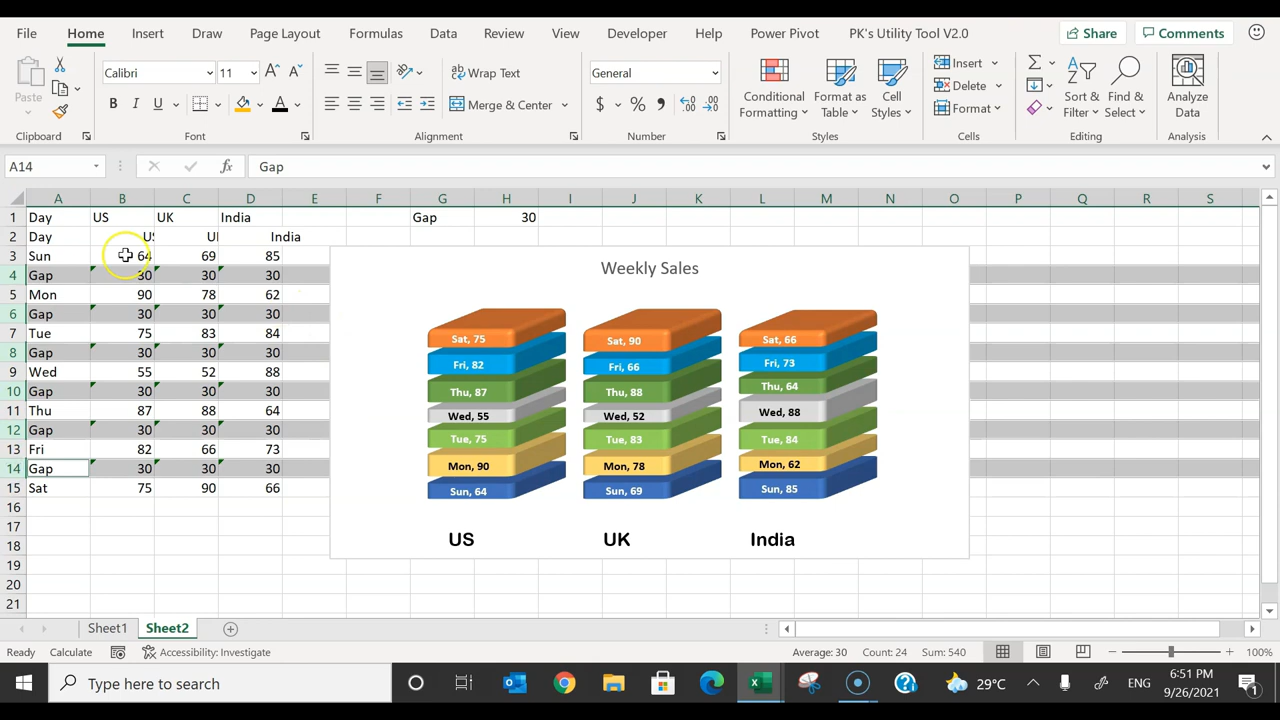 File Home Insert Draw Page Layout Formulas Data Review View Developer Help Power Pivot PK's Utility Tool V2.0 Share Comments
Paste Calibri 11 Wrap Text General Conditional Formatting Format as Table Cell Styles Insert Sort & Filter Find & Select Analyze Data
B I U Merge & Center $ % Delete
Format
Clipboard Font Alignment Number Styles Cells Editing Analysis
A14 fx Gap
A B C D E F G H I J K L M N O P Q R S
1 Day US UK India Gap 30
2 Day US India
3 Sun 64 69 85
4 Gap 30 30 30
5 Mon 90 78 62
6 Gap 30 30 30
7 Tue 75 83 84
8 Gap 30 30 30
9 Wed 55 52 88
10 Gap 30 30 30
11 Thu 87 88 64
12 Gap 30 30 30
13 Fri 82 66 73
14 Gap 30 30 30
15 Sat 75 90 66
16
17
18
19
20
21
Weekly Sales
Sat, 75 Sat, 90 Sat, 66
Fri, 82 Fri, 66 Fri, 73
Thu, 87 Thu, 88 Thu, 64
Wed, 55 Wed, 52 Wed, 88
Tue, 75 Tue, 83 Tue, 84
Mon, 90 Mon, 78 Mon, 62
Sun, 64 Sun, 69 Sun, 85
US UK India
Sheet1 Sheet2
Ready Calculate Accessibility: Investigate Average: 30 Count: 24 Sum: 540 100%
Type here to search 29°C ENG 6:51 PM
9/26/2021 1